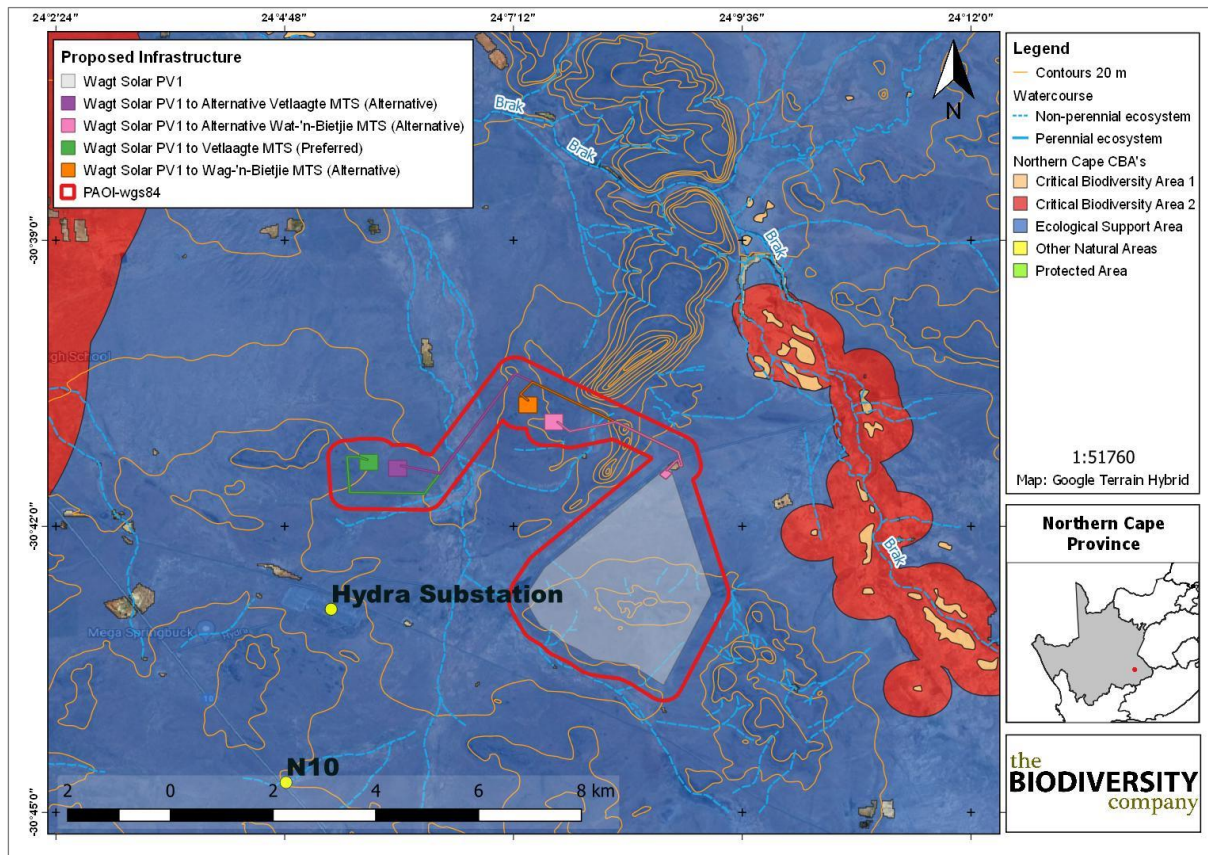 24°2'24"
24°4'48"
24°7'12"
24°9'36"
24°12'0"
Proposed Infrastructure
Wagt Solar PV1
Wagt Solar PV1 to Alternative Vetlaagte MTS (Alternative)
Wagt Solar PV1 to Alternative Wat-'n-Bietjie MTS (Alternative)
Wagt Solar PV1 to Vetlaagte MTS (Preferred)
Wagt Solar PV1 to Wag-'n-Bietjie MTS (Alternative)
PAOI-wgs84
Brak
Brak
Brak
Brak
N
-30°39'0"
-30°42'0"
-30°45'0"
gh School
Hydra Substation
Mega Springbuck
10
N10
2
0
2
4
6
8 km
Legend
Contours 20 m
Watercourse
Non-perennial ecosystem
Perennial ecosystem
Northern Cape CBA's
Critical Biodiversity Area 1
Critical Biodiversity Area 2
Ecological Support Area
Other Natural Areas
Protected Area
1:51760
Map: Google Terrain Hybrid
Northern Cape
Province
the
BIODIVERSITY
company